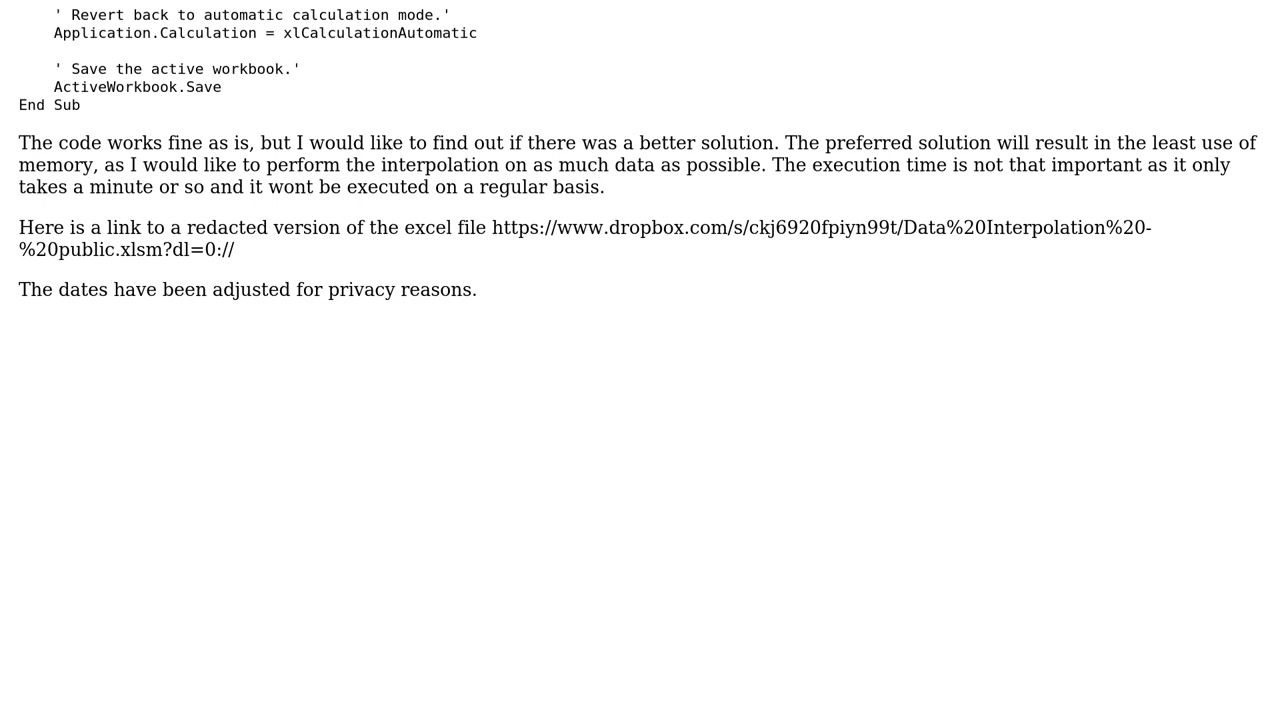 ' Revert back to automatic calculation mode.'
Application.Calculation = xlCalculationAutomatic
' Save the active workbook.'
ActiveWorkbook.Save
End Sub
The code works fine as is, but I would like to find out if there was a better solution. The preferred solution will result in the least use of
memory, as I would like to perform the interpolation on as much data as possible. The execution time is not that important as it only
takes a minute or so and it wont be executed on a regular basis.
Here is a link to a redacted version of the excel file https://www.dropbox.com/s/ckj6920fpiyn99t/Data%20Interpolation%20-
%20public.xlsm?dl=0://
The dates have been adjusted for privacy reasons.